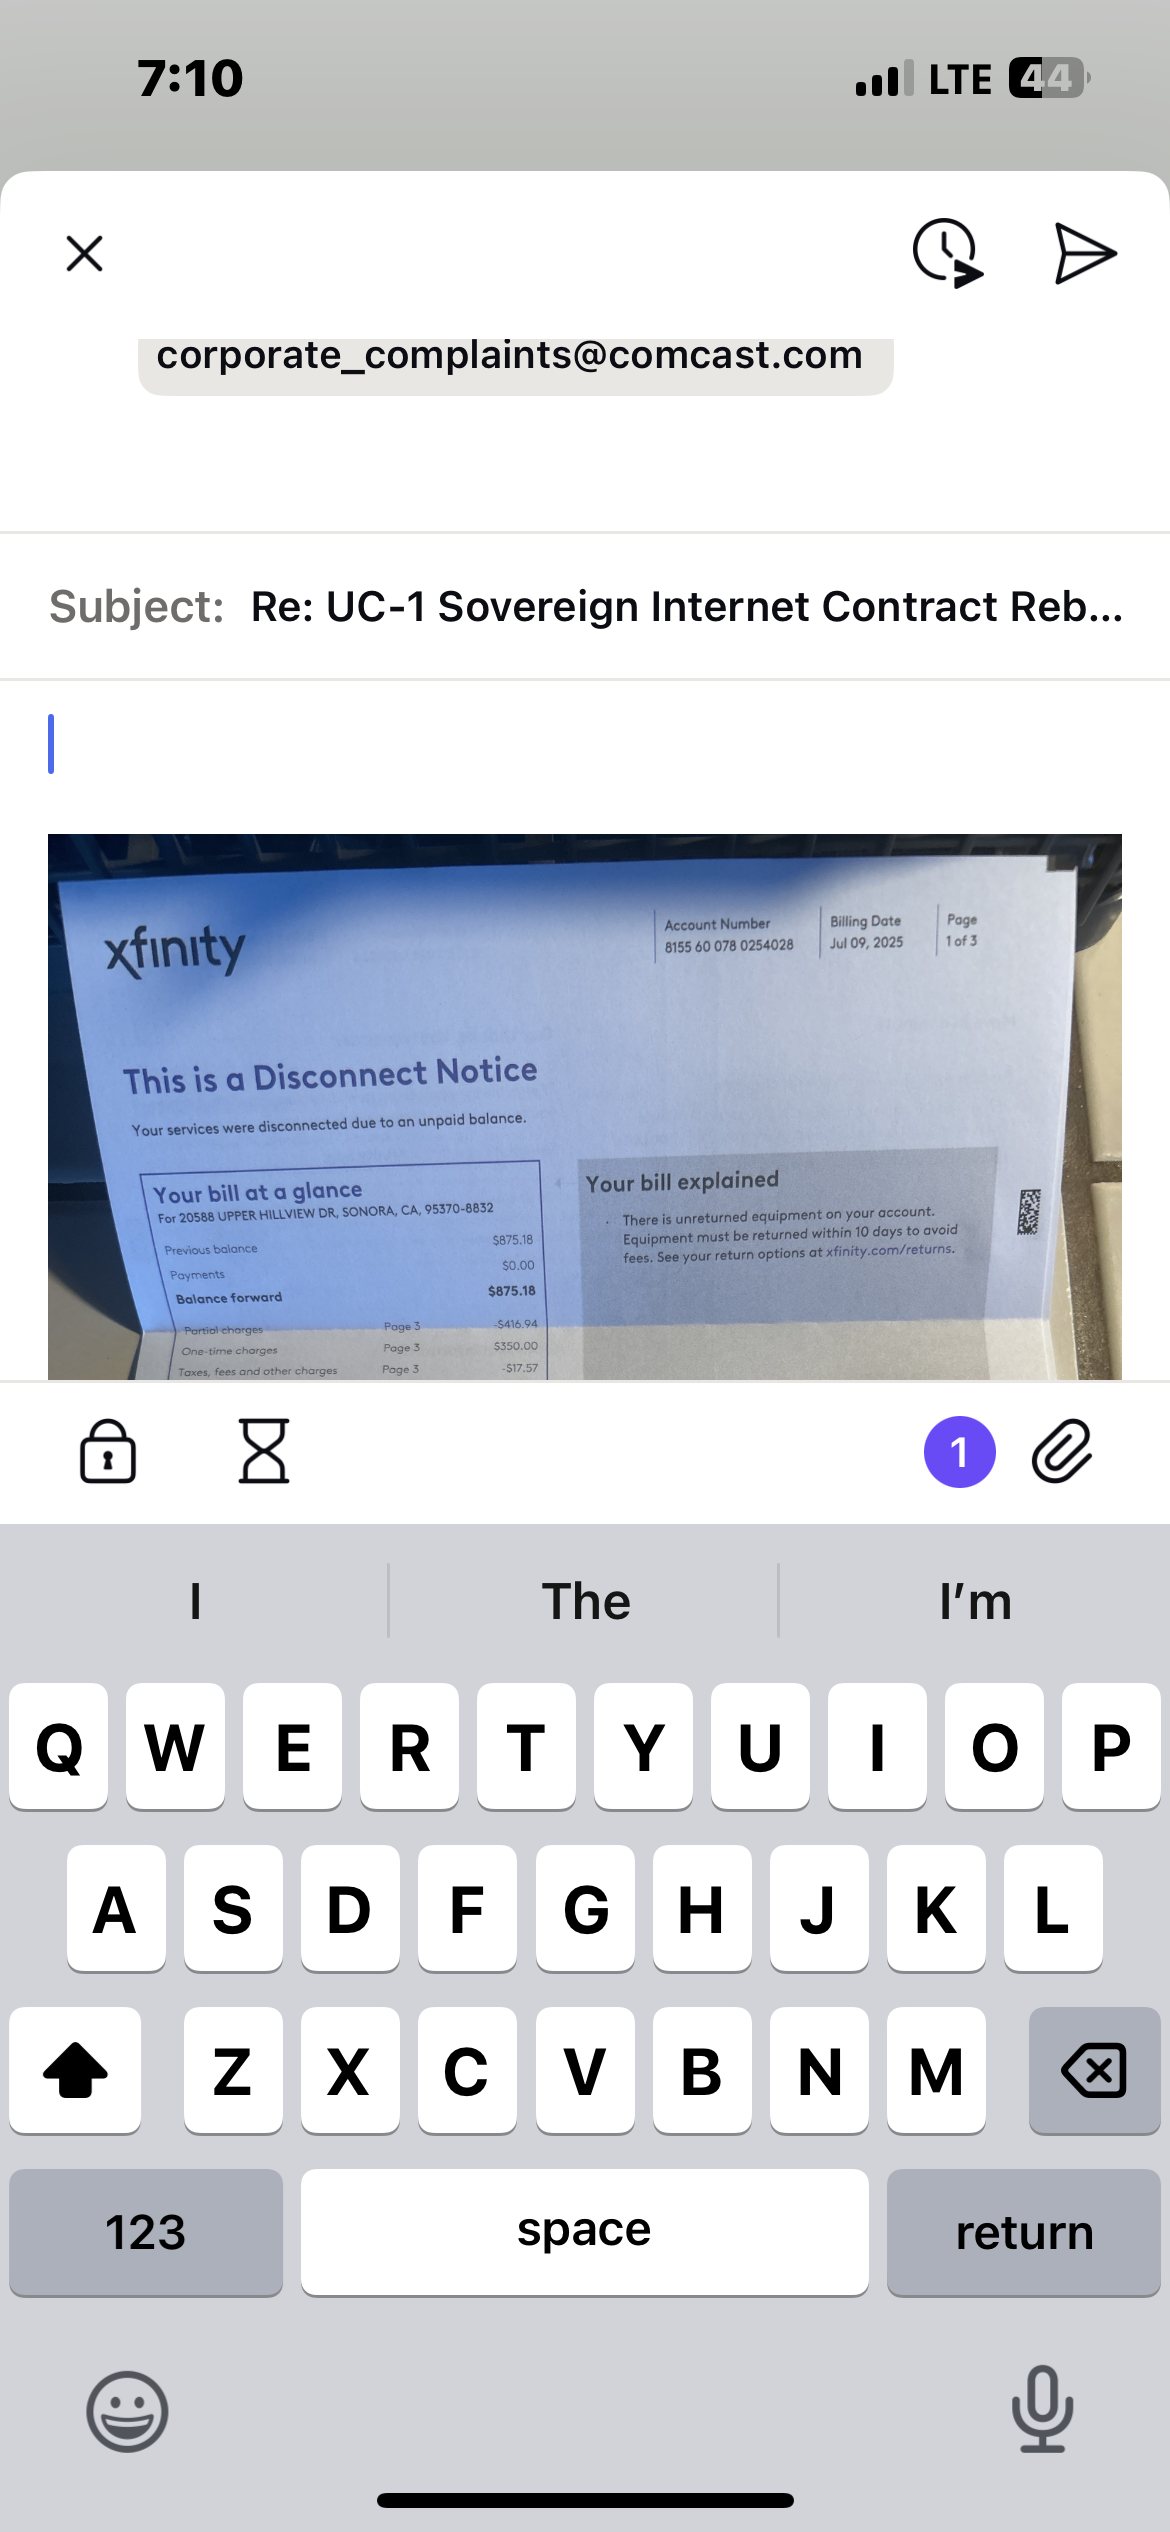 7:10
LTE 44
corporate_complaints@comcast.com
Subject: Re: UC-1 Sovereign Internet Contract Reb...
xfinity
Account Number
8155 60 078 0254028
Billing Date
Jul 09, 2025
Page
1 of 3
This is a Disconnect Notice
Your services were disconnected due to an unpaid balance.
Your bill at a glance
For 20588 UPPER HILLVIEW DR, SONORA, CA, 95370-8832
Previous balance $875.18
Payments $0.00
Balance forward $875.18
Partial charges Page 3 -$416.94
One-time charges Page 3 $350.00
Taxes, fees and other charges Page 3 -$17.57
Your bill explained
· There is unreturned equipment on your account.
Equipment must be returned within 10 days to avoid
fees. See your return options at xfinity.com/returns.
1
I The I'm
Q W E R T Y U I O P
A S D F G H J K L
Z X C V B N M
123 space return